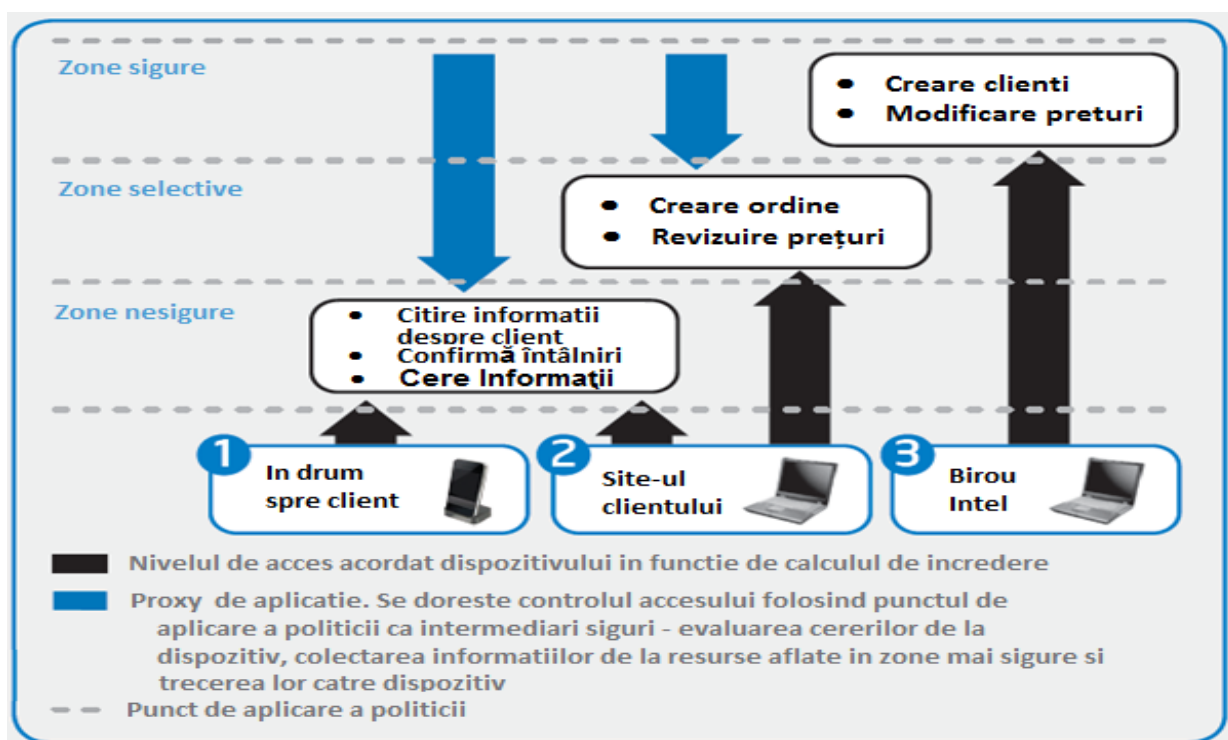 Zone sigure
• Creare clienti
• Modificare preturi
Zone selective
• Creare ordine
• Revizuire prețuri
Zone nesigure
• Citire informatii
despre client
• Confirmă întâlniri
• Cere Informaţii
1
In drum
spre client
2
Site-ul
clientului
3
Birou
Intel
Nivelul de acces acordat dispozitivului in functie de calculul de incredere
Proxy de aplicatie. Se doreste controlul accesului folosind punctul de
aplicare a politicii ca intermediari siguri - evaluarea cererilor de la
dispozitiv, colectarea informatiilor de la resurse aflate in zone mai sigure si
trecerea lor catre dispozitiv
Punct de aplicare a politicii